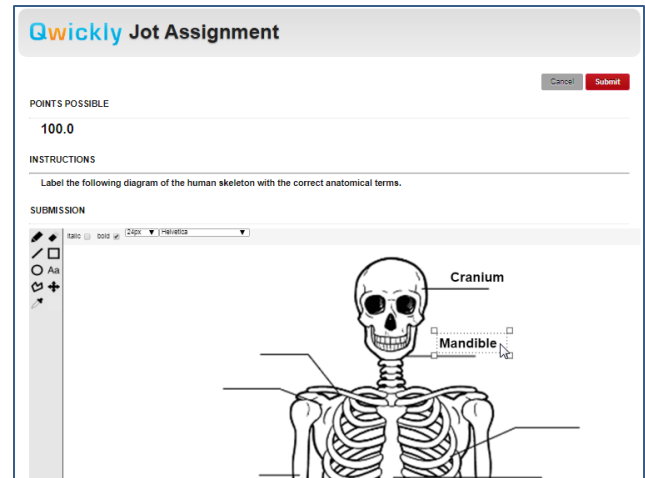 Qwickly Jot Assignment
Cancel Submit
POINTS POSSIBLE
100.0
INSTRUCTIONS
Label the following diagram of the human skeleton with the correct anatomical terms.
SUBMISSION
italic bold 24px Helvetica
Aa
Cranium
Mandible